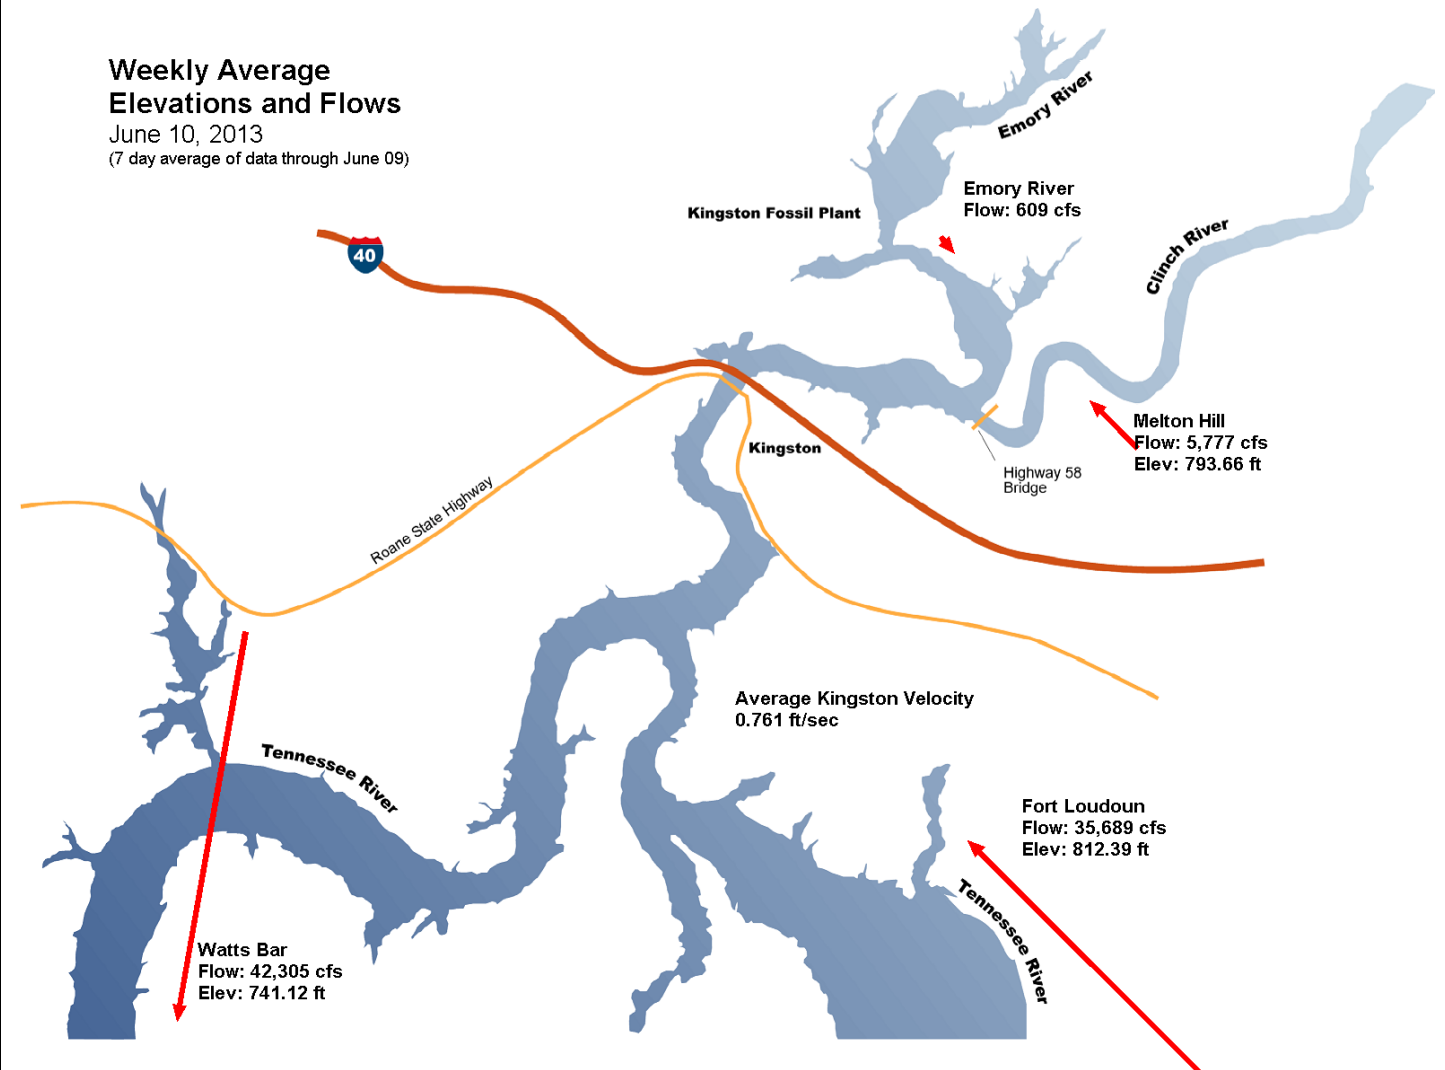 Weekly Average
Elevations and Flows
June 10, 2013
(7 day average of data through June 09)
Emory River
Emory River
Flow: 609 cfs
Kingston Fossil Plant
Clinch River
40
Melton Hill
Flow: 5,777 cfs
Elev: 793.66 ft
Kingston
Highway 58
Bridge
Roane State Highway
Average Kingston Velocity
0.761 ft/sec
Tennessee River
Fort Loudoun
Flow: 35,689 cfs
Elev: 812.39 ft
Tennessee River
Watts Bar
Flow: 42,305 cfs
Elev: 741.12 ft